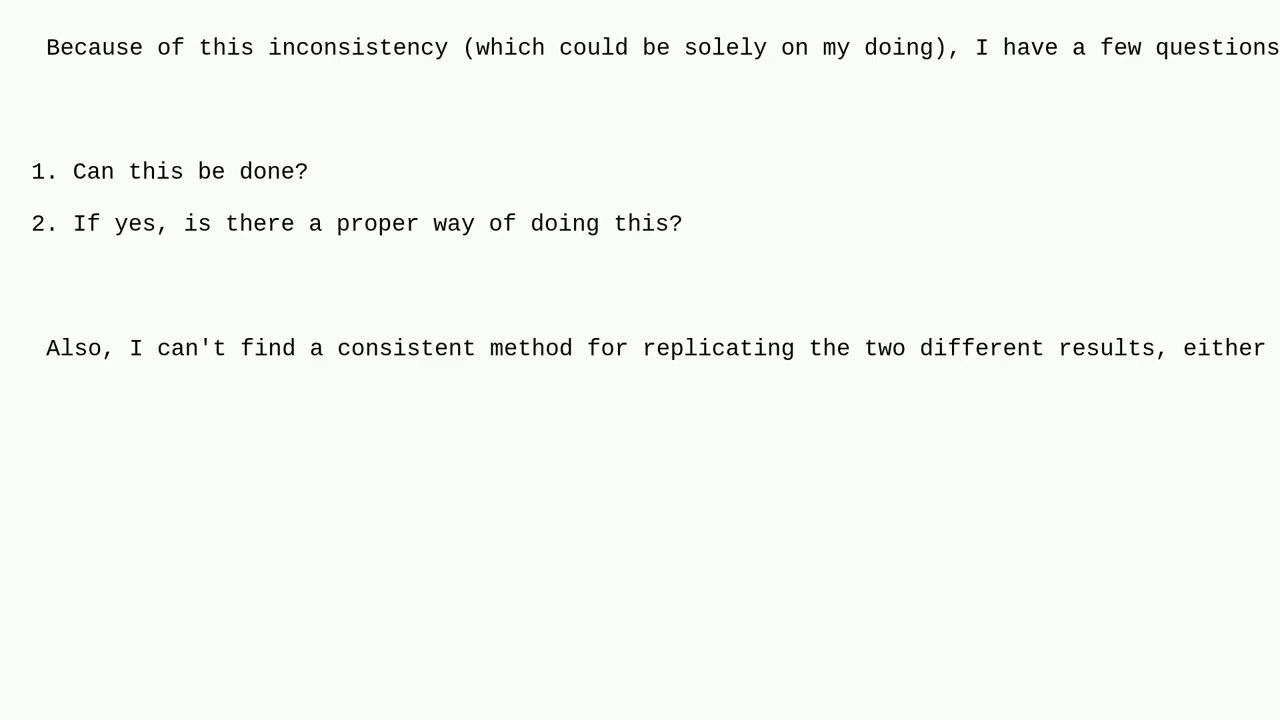 Because of this inconsistency (which could be solely on my doing), I have a few questions
1. Can this be done?
2. If yes, is there a proper way of doing this?
Also, I can't find a consistent method for replicating the two different results, either